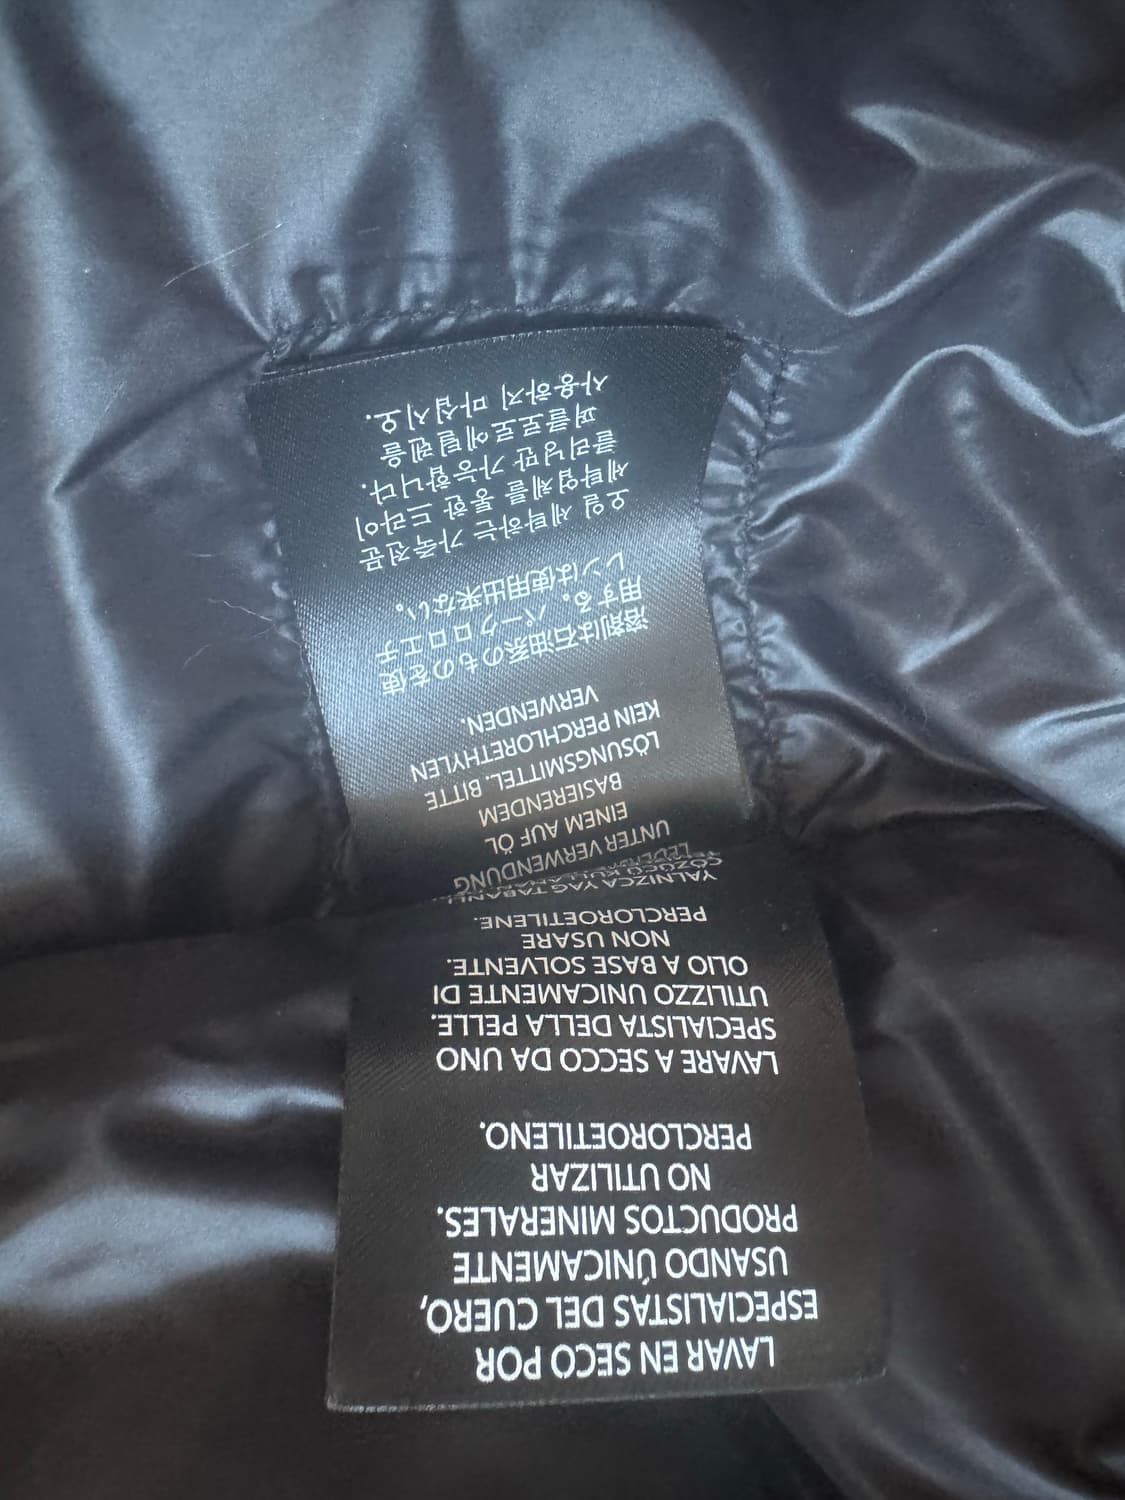 LAVAR EN SECO POR
ESPECIALISTAS DEL CUERO,
USANDO ÚNICAMENTE
PRODUCTOS MINERALES.
NO UTILIZAR
PERCLOROETILENO.
LAVARE A SECCO DA UNO
SPECIALISTA DELLA PELLE.
UTILIZZO UNICAMENTE DI
OLIO A BASE SOLVENTE.
NON USARE
PERCLOROETILENE.
YALNIZCA YAĞ TABANLI
ÇÖZÜCÜ
UNTER VERWENDUNG
EINEM AUF ÖL
BASIERENDEM
LÖSUNGSMITTEL. BITTE
KEIN PERCHLORETHYLEN
VERWENDEN.
溶剤は石油系のものを使
用する。パークロロエチ
レンは使用出来ない。
오일 세탁하는 가죽전문
세탁업체를 통한 드라이
클리닝만 가능합니다.
퍼클로로에틸렌을
사용하지 마십시오.